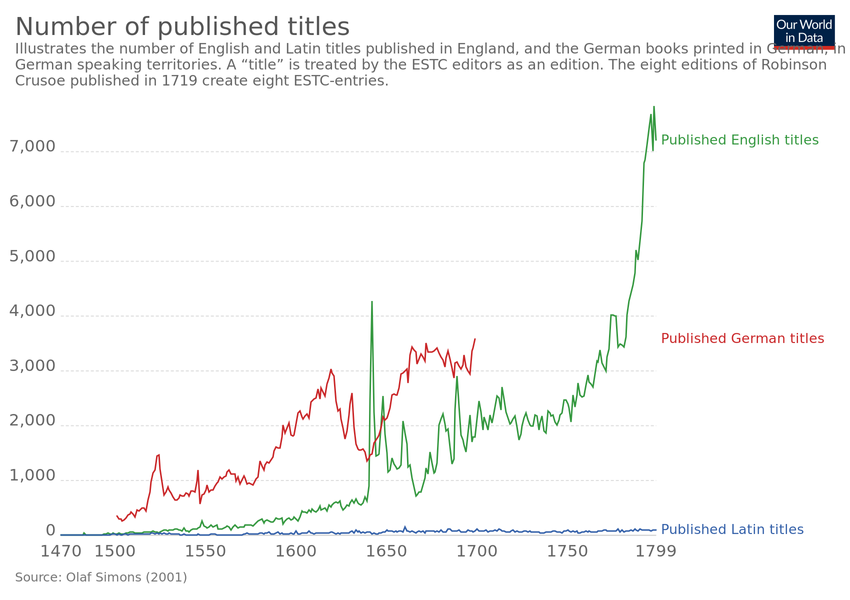 Number of published titles
Our World
in Data
Illustrates the number of English and Latin titles published in England, and the German books printed in German, in
German speaking territories. A “title” is treated by the ESTC editors as an edition. The eight editions of Robinson
Crusoe published in 1719 create eight ESTC-entries.
7,000
Published English titles
6,000
5,000
4,000
Published German titles
3,000
2,000
1,000
0
Published Latin titles
1470 1500 1550 1600 1650 1700 1750 1799
Source: Olaf Simons (2001)